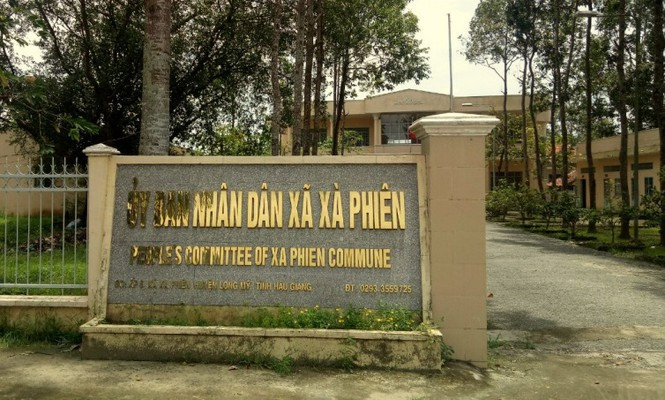 ỦY BAN NHÂN DÂN XÃ XÀ PHIÊN
PEOPLE'S COMMITTEE OF XA PHIEN COMMUNE
XÃ XÀ PHIÊN, HUYỆN LONG MỸ, TỈNH HẬU GIANG ĐT: 0293.3559725